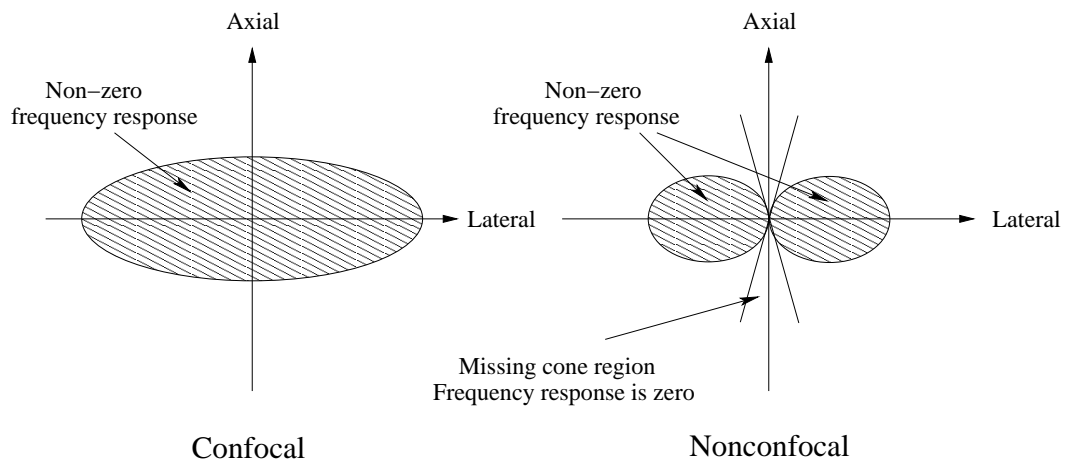 Axial
Non−zero
frequency response
Lateral
Confocal
Axial
Non−zero
frequency response
Lateral
Missing cone region
Frequency response is zero
Nonconfocal